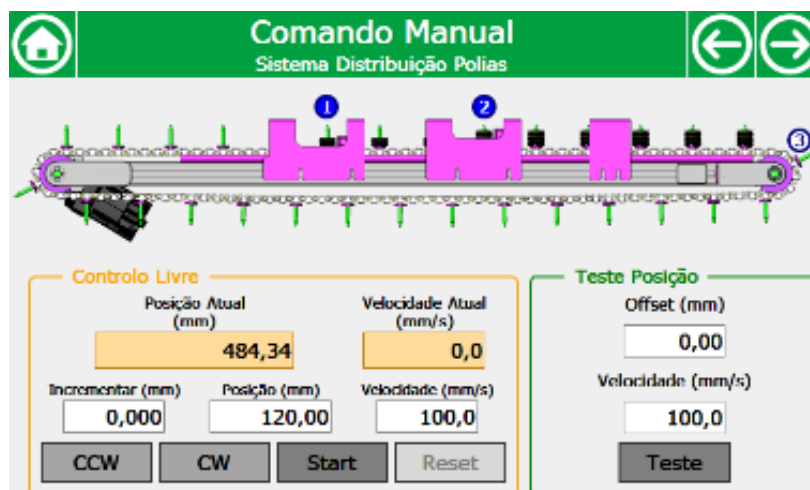 Comando Manual
Sistema Distribuição Polias
1
2
3
Controlo Livre
Posição Atual
(mm)
Velocidade Atual
(mm/s)
484,34
0,0
Incrementar (mm)
Posição (mm)
Velocidade (mm/s)
0,000
120,00
100,0
CCW
CW
Start
Reset
Teste Posição
Offset (mm)
0,00
Velocidade (mm/s)
100,0
Teste